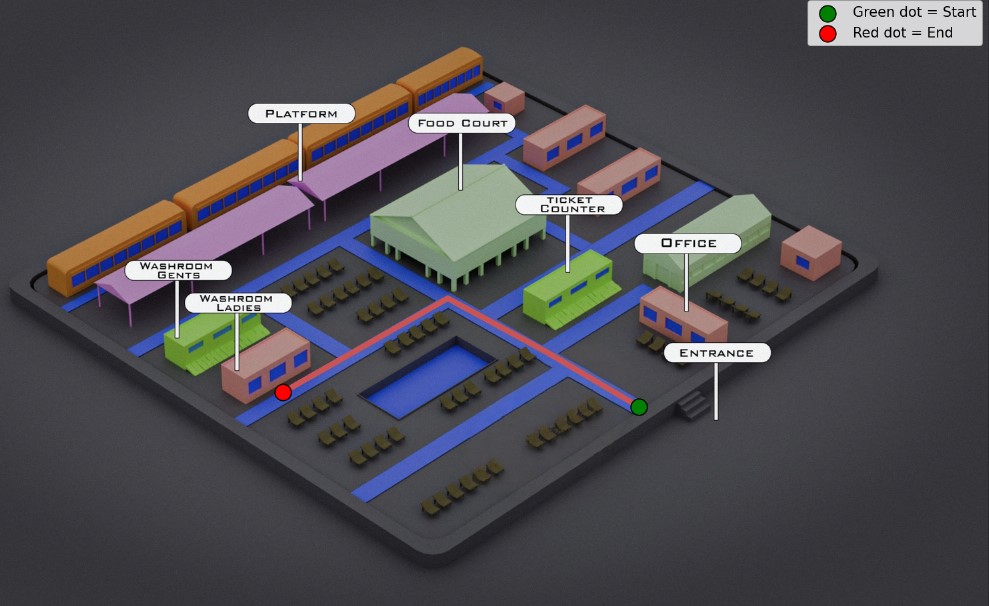 Green dot = Start
Red dot = End
Platform
Food Court
Ticket
Counter
Office
Washroom
Gents
Washroom
Ladies
Entrance